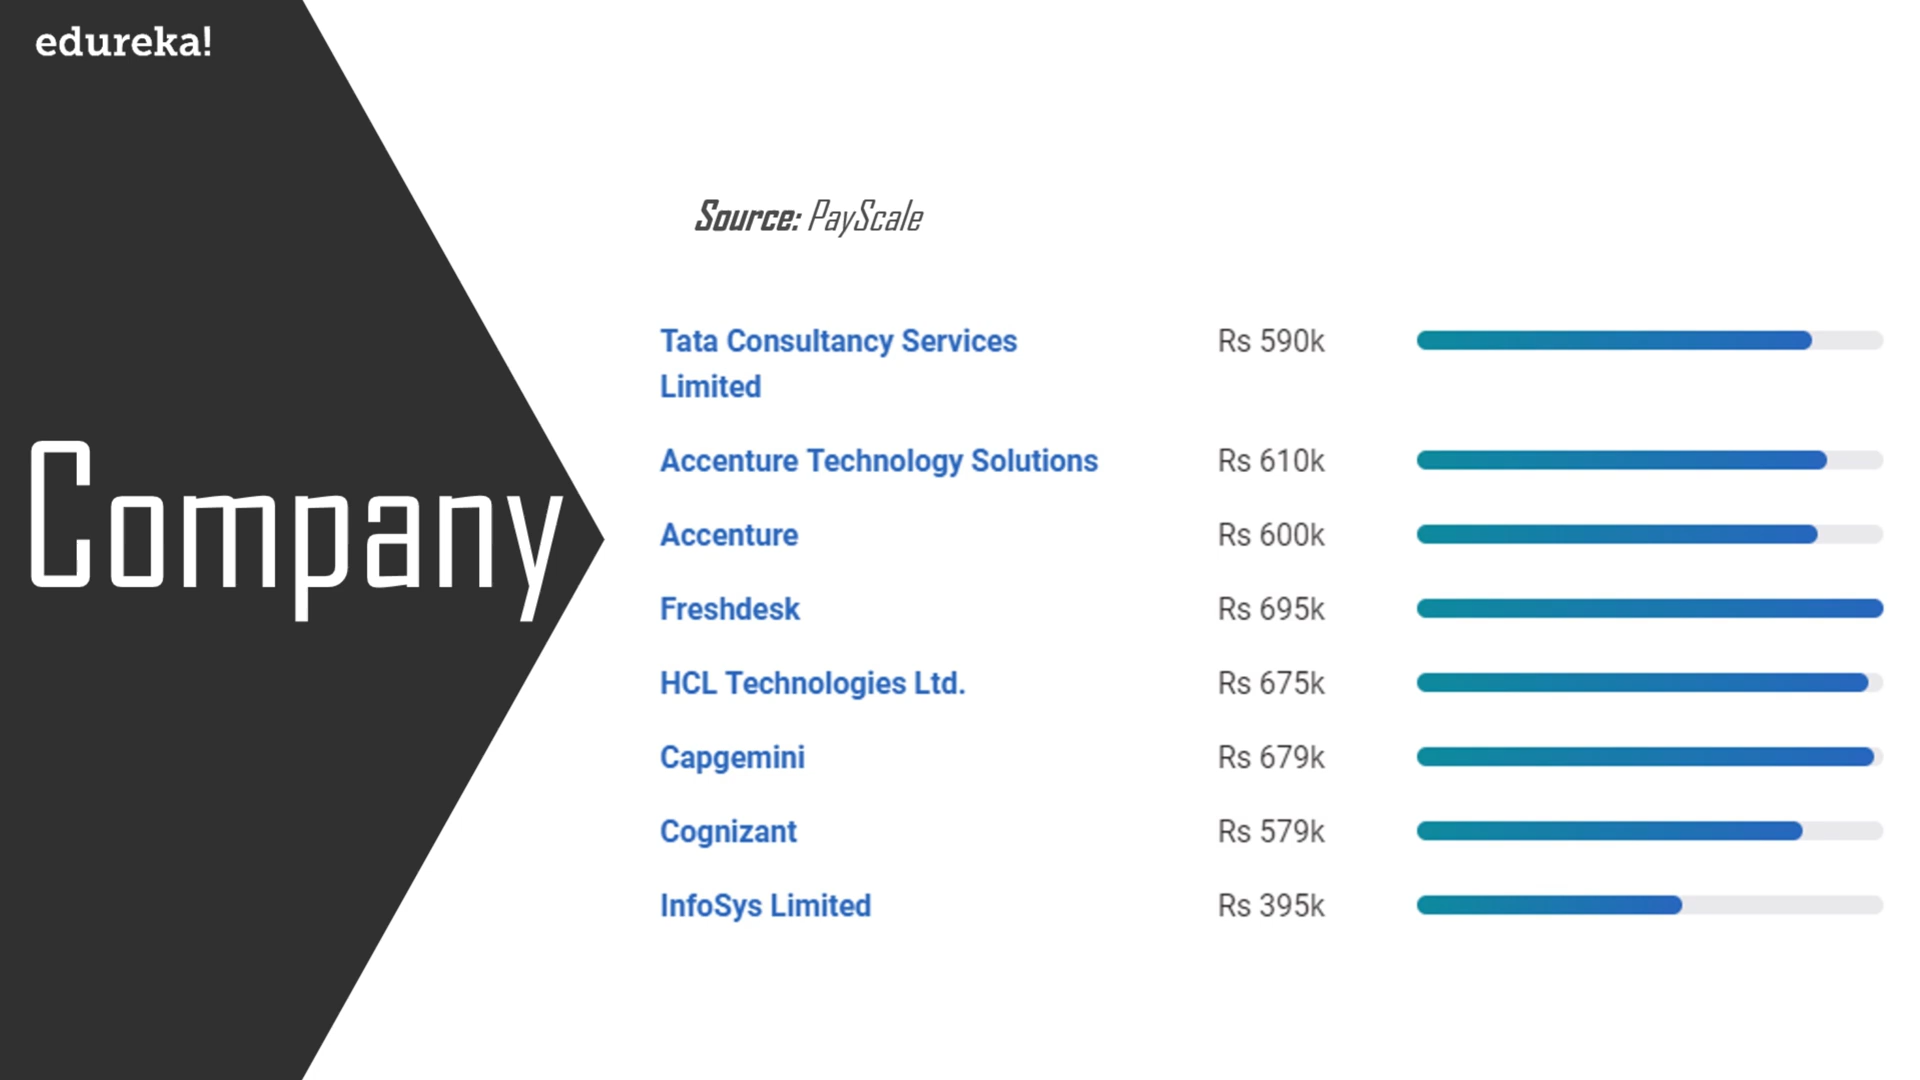 edureka!
Company
Source: PayScale
Tata Consultancy Services Rs 590k
Limited
Accenture Technology Solutions Rs 610k
Accenture Rs 600k
Freshdesk Rs 695k
HCL Technologies Ltd. Rs 675k
Capgemini Rs 679k
Cognizant Rs 579k
InfoSys Limited Rs 395k